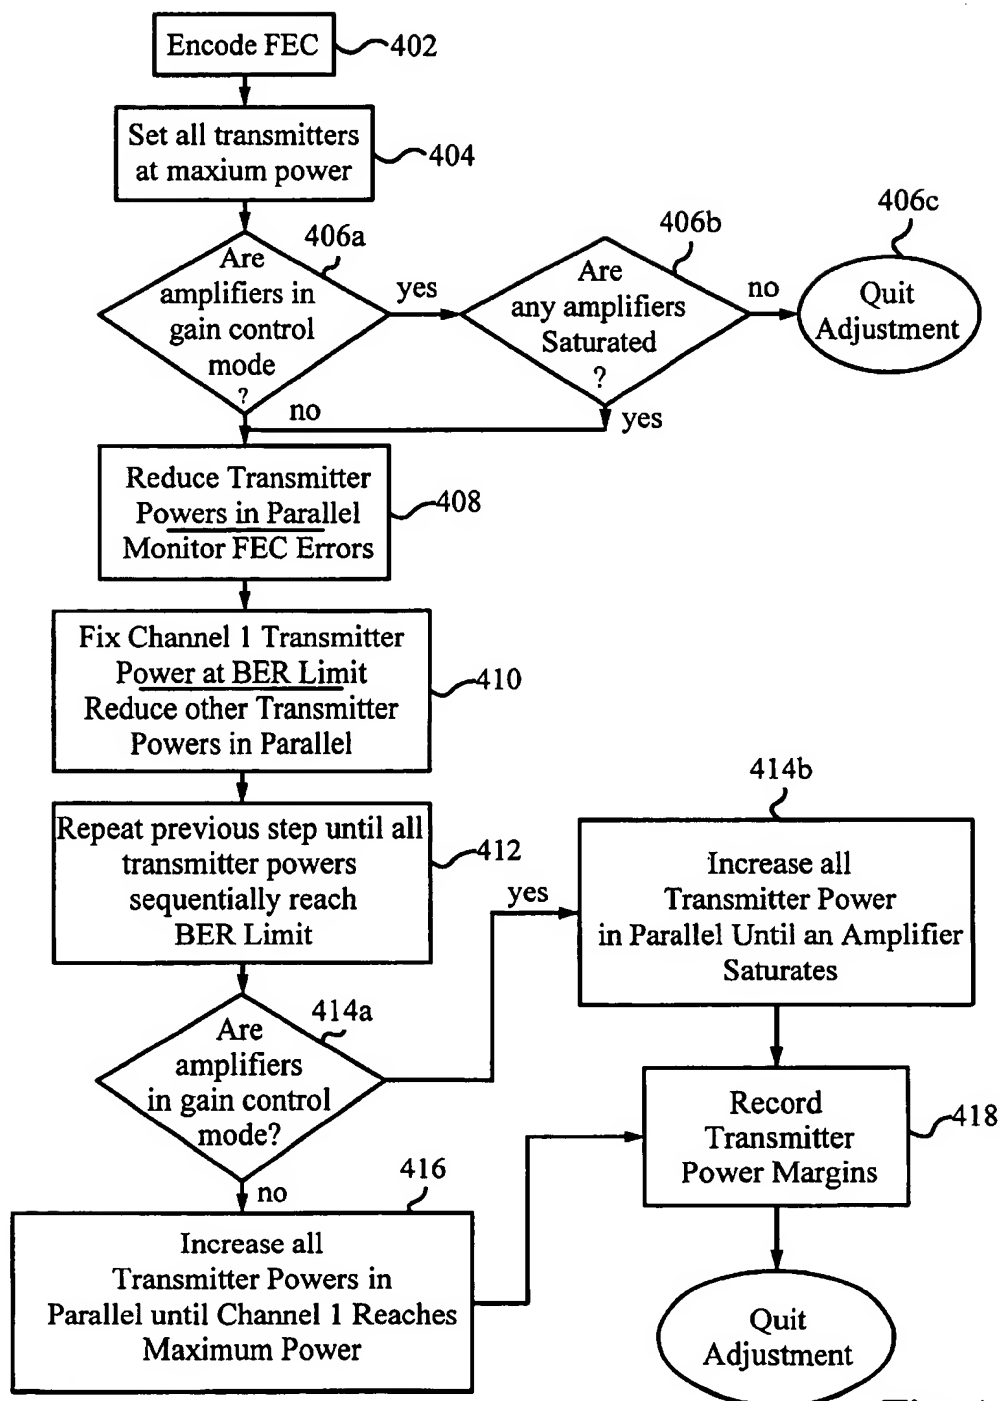 Encode FEC
402
Set all transmitters
at maxium power
404
406a
Are
amplifiers in
gain control
mode
?
yes
no
406b
Are
any amplifiers
Saturated
?
no
yes
406c
Quit
Adjustment
Reduce Transmitter
Powers in Parallel
Monitor FEC Errors
408
Fix Channel 1 Transmitter
Power at BER Limit
Reduce other Transmitter
Powers in Parallel
410
Repeat previous step until all
transmitter powers
sequentially reach
BER Limit
412
414a
Are
amplifiers
in gain control
mode?
yes
no
414b
Increase all
Transmitter Power
in Parallel Until an Amplifier
Saturates
416
Increase all
Transmitter Powers in
Parallel until Channel 1 Reaches
Maximum Power
Record
Transmitter
Power Margins
418
Quit
Adjustment